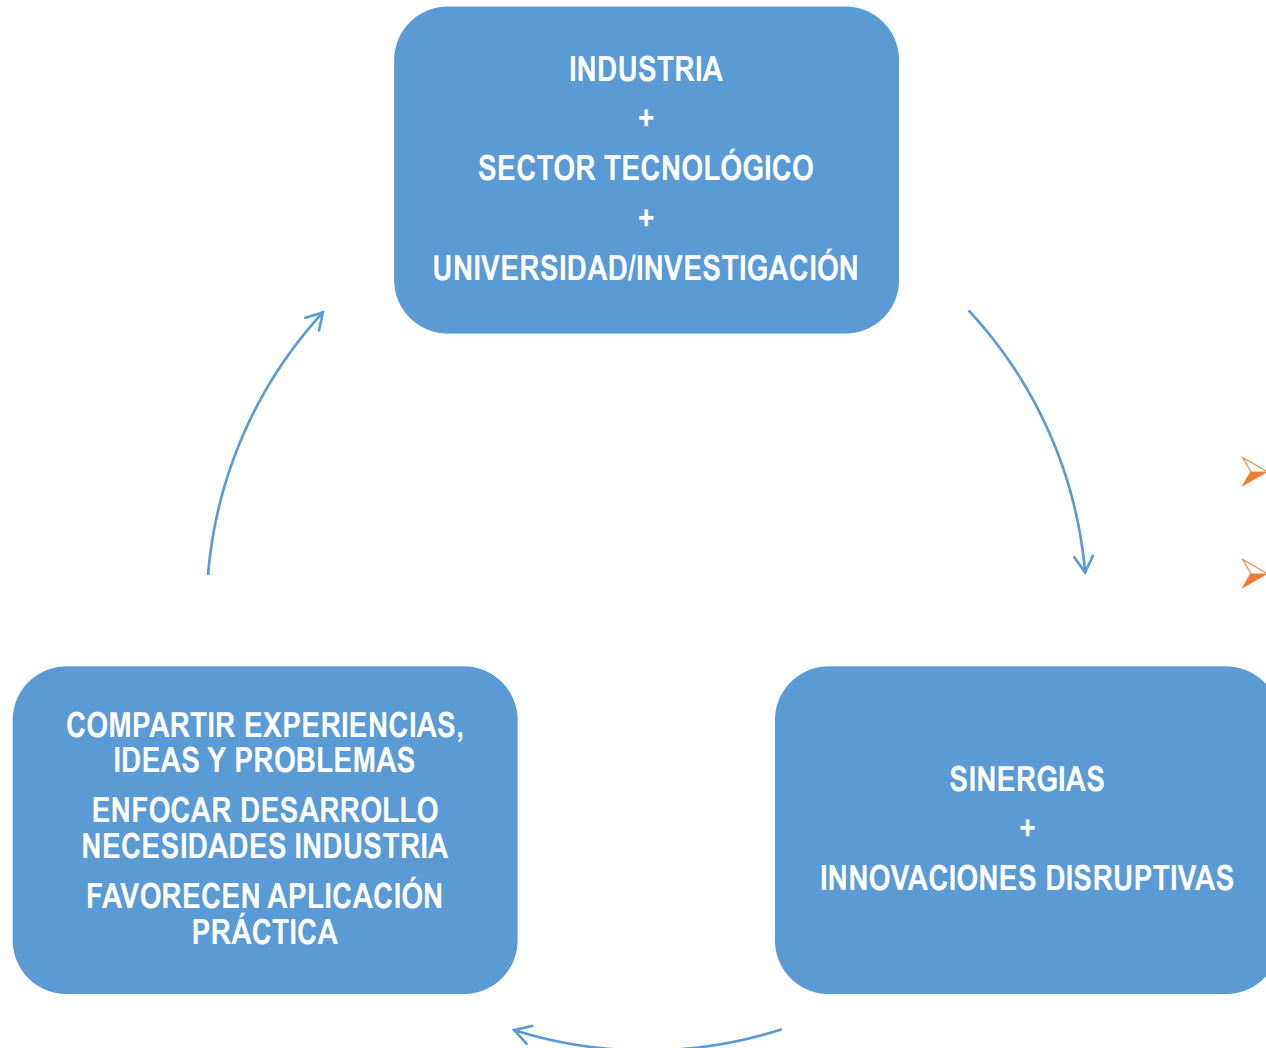 INDUSTRIA
+
SECTOR TECNOLÓGICO
+
UNIVERSIDAD/INVESTIGACIÓN
COMPARTIR EXPERIENCIAS,
IDEAS Y PROBLEMAS
ENFOCAR DESARROLLO
NECESIDADES INDUSTRIA
FAVORECEN APLICACIÓN
PRÁCTICA
SINERGIAS
+
INNOVACIONES DISRUPTIVAS